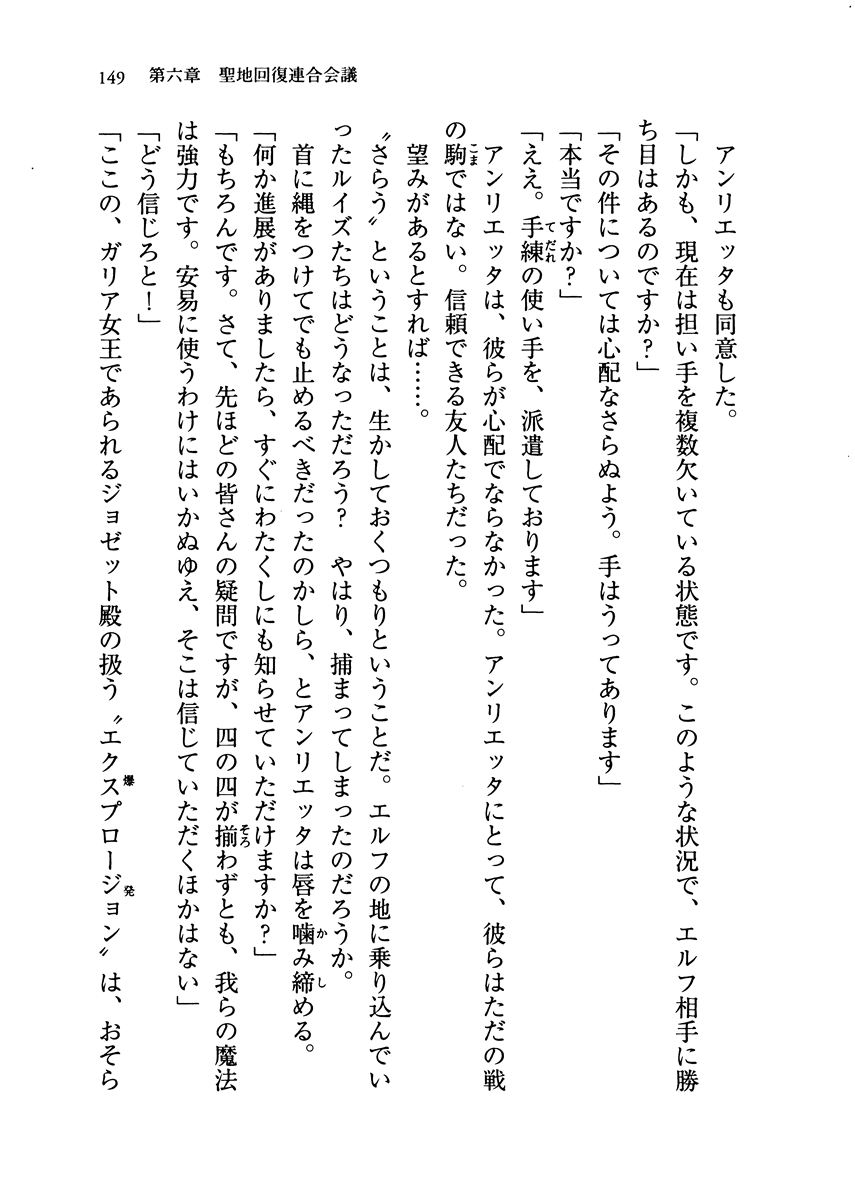 149　第六章　聖地回復連合会議
　アンリエッタも同意した。
「しかも、現在は担い手を複数欠いている状態です。このような状況で、エルフ相手に勝
ち目はあるのですか？」
「その件については心配なさらぬよう。手はうってあります」
「本当ですか？」
「ええ。手練の使い手を、派遣しております」
　アンリエッタは、彼らが心配でならなかった。アンリエッタにとって、彼らはただの戦
の駒ではない。信頼できる友人たちだった。
　望みがあるとすれば……。
〝さらう〟ということは、生かしておくつもりということだ。エルフの地に乗り込んでい
ったルイズたちはどうなっただろう？　やはり、捕まってしまったのだろうか。
　首に縄をつけてでも止めるべきだったのかしら、とアンリエッタは唇を噛み締める。
「何か進展がありましたら、すぐにわたくしにも知らせていただけますか？」
「もちろんです。さて、先ほどの皆さんの疑問ですが、四の四が揃わずとも、我らの魔法
は強力です。安易に使うわけにはいかぬゆえ、そこは信じていただくほかはない」
「どう信じろと！」
「ここの、ガリア女王であられるジョゼット殿の扱う〝エクスプロージョン〟は、おそら